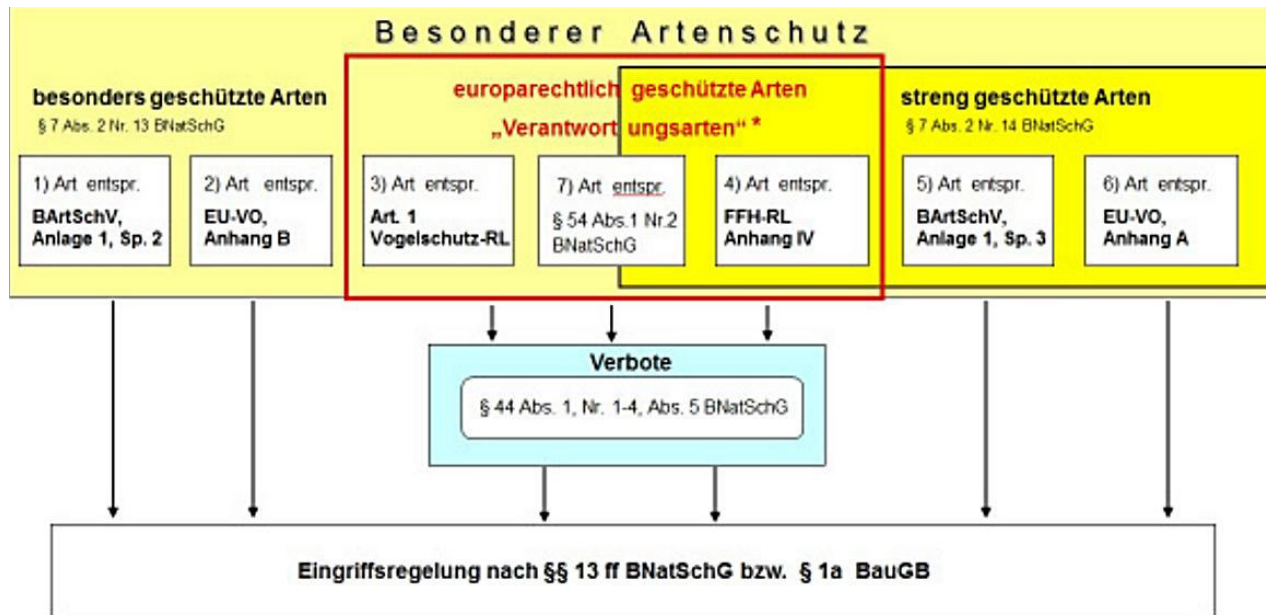 Besonderer Artenschutz
besonders geschützte Arten
§ 7 Abs. 2 Nr. 13 BNatSchG
europarechtlich geschützte Arten
„Verantwort ungsarten“ *
streng geschützte Arten
§ 7 Abs. 2 Nr. 14 BNatSchG
1) Art entspr.
BArtSchV,
Anlage 1, Sp. 2
2) Art entspr.
EU-VO,
Anhang B
3) Art entspr.
Art. 1
Vogelschutz-RL
7) Art entspr.
§ 54 Abs.1 Nr.2
BNatSchG
4) Art entspr.
FFH-RL
Anhang IV
5) Art entspr.
BArtSchV,
Anlage 1, Sp. 3
6) Art entspr.
EU-VO,
Anhang A
Verbote
§ 44 Abs. 1, Nr. 1-4, Abs. 5 BNatSchG
Eingriffsregelung nach §§ 13 ff BNatSchG bzw. § 1a BauGB